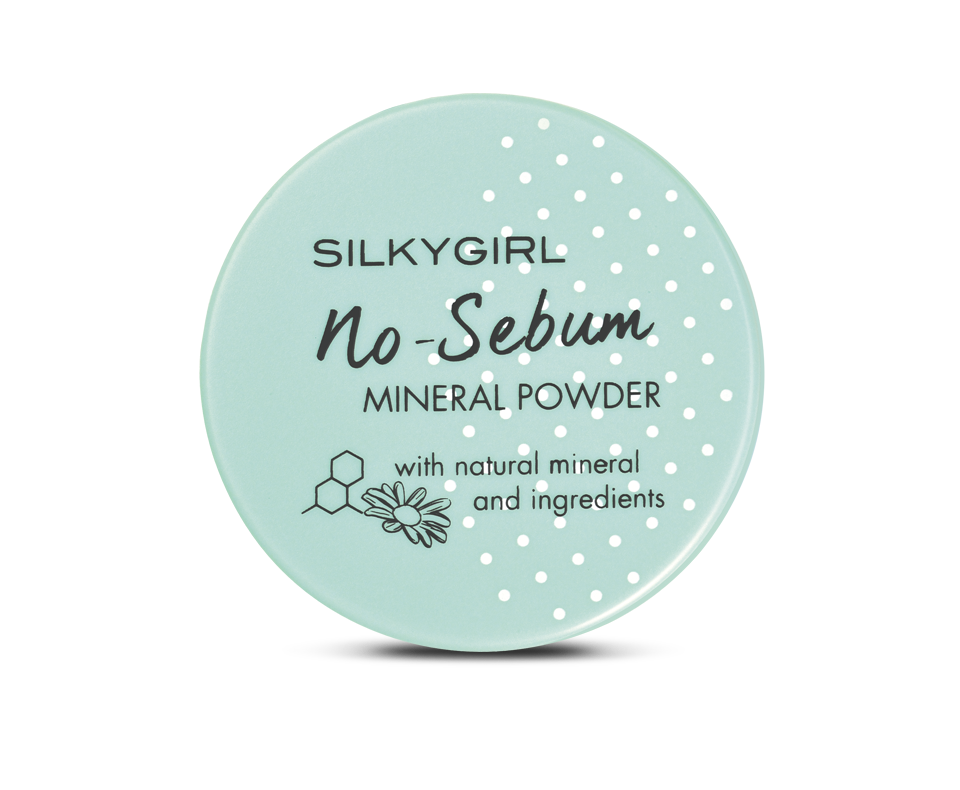 SILKYGIRL
No-Sebum
MINERAL POWDER
with natural mineral
and ingredients